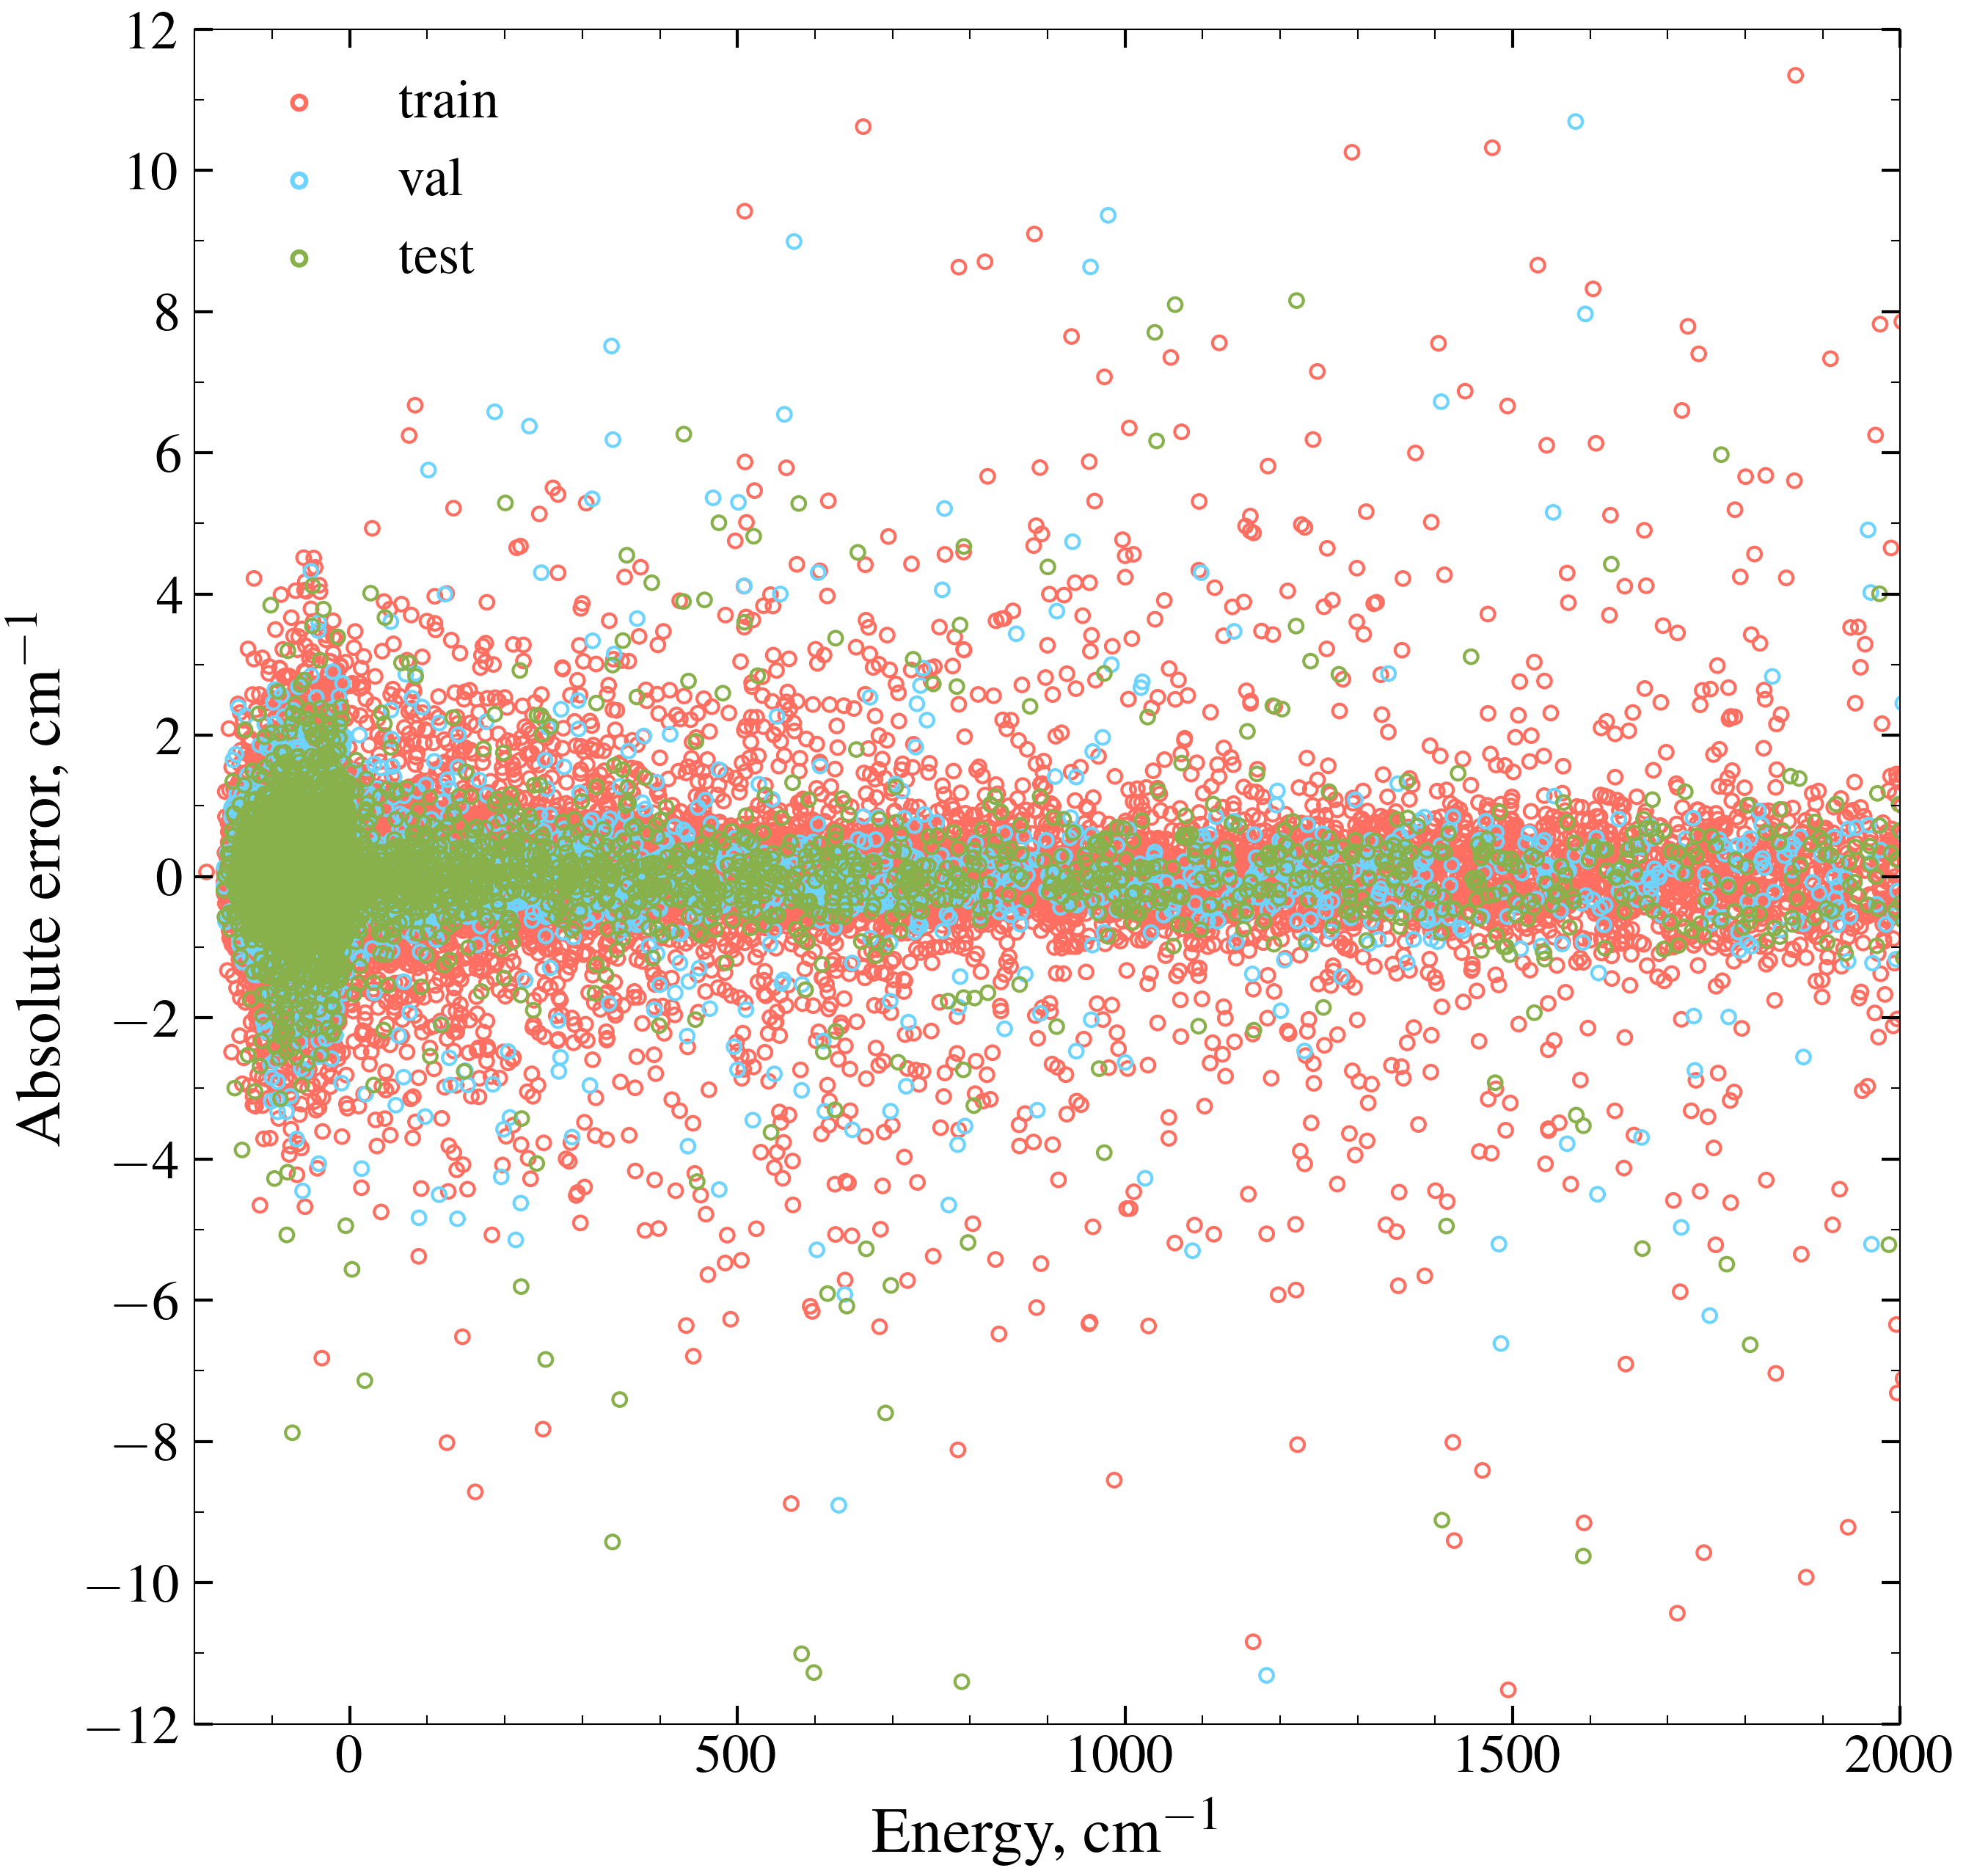 12
10
8
6
4
2
0
−2
−4
−6
−8
−10
−12
Absolute error, cm⁻¹
train
val
test
0 500 1000 1500 2000
Energy, cm⁻¹